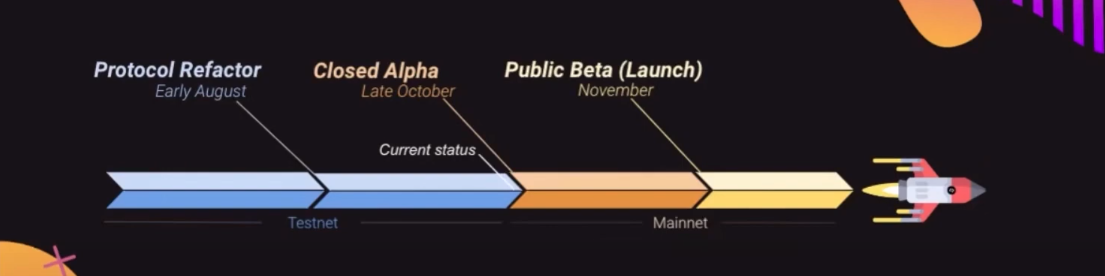 Protocol Refactor
Early August
Closed Alpha
Late October
Public Beta (Launch)
November
Current status
Testnet
Mainnet